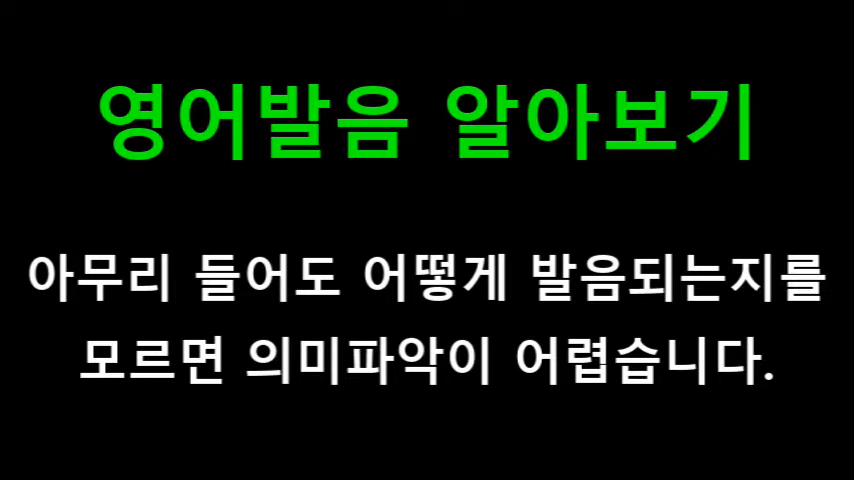 영어발음 알아보기
아무리 들어도 어떻게 발음되는지를
모르면 의미파악이 어렵습니다.